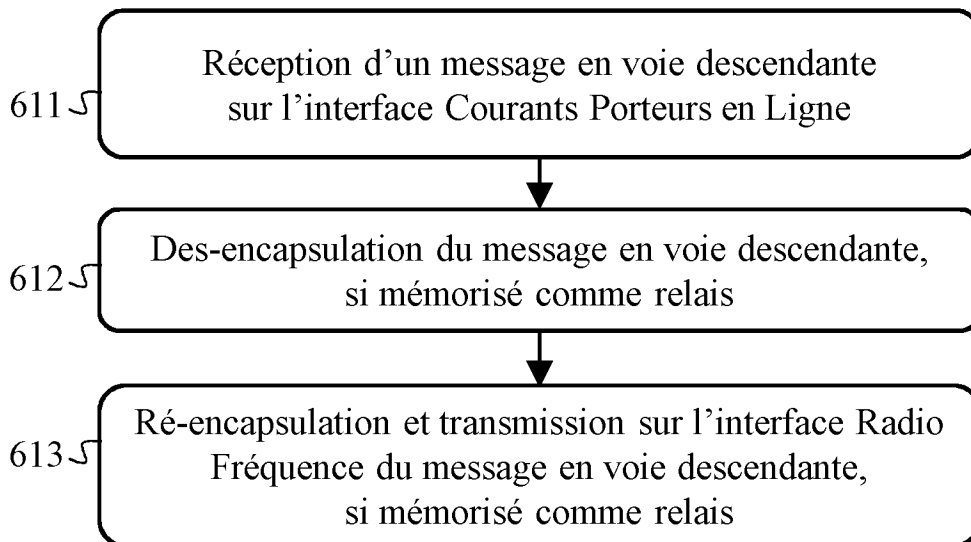 Réception d’un message en voie descendante
611 sur l’interface Courants Porteurs en Ligne
Des-encapsulation du message en voie descendante,
612 si mémorisé comme relais
Ré-encapsulation et transmission sur l’interface Radio
613 Fréquence du message en voie descendante,
si mémorisé comme relais